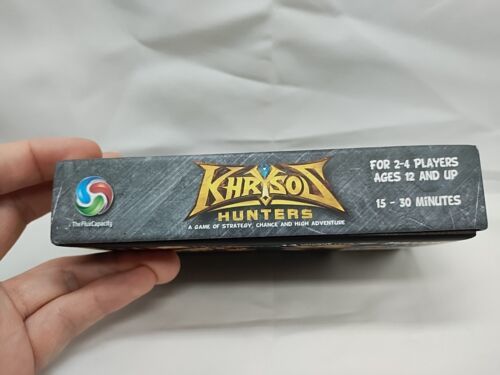 KHRYSOS
HUNTERS
A GAME OF STRATEGY, CHANCE AND HIGH ADVENTURE
FOR 2-4 PLAYERS
AGES 12 AND UP
15 - 30 MINUTES
TheFluxCapacity